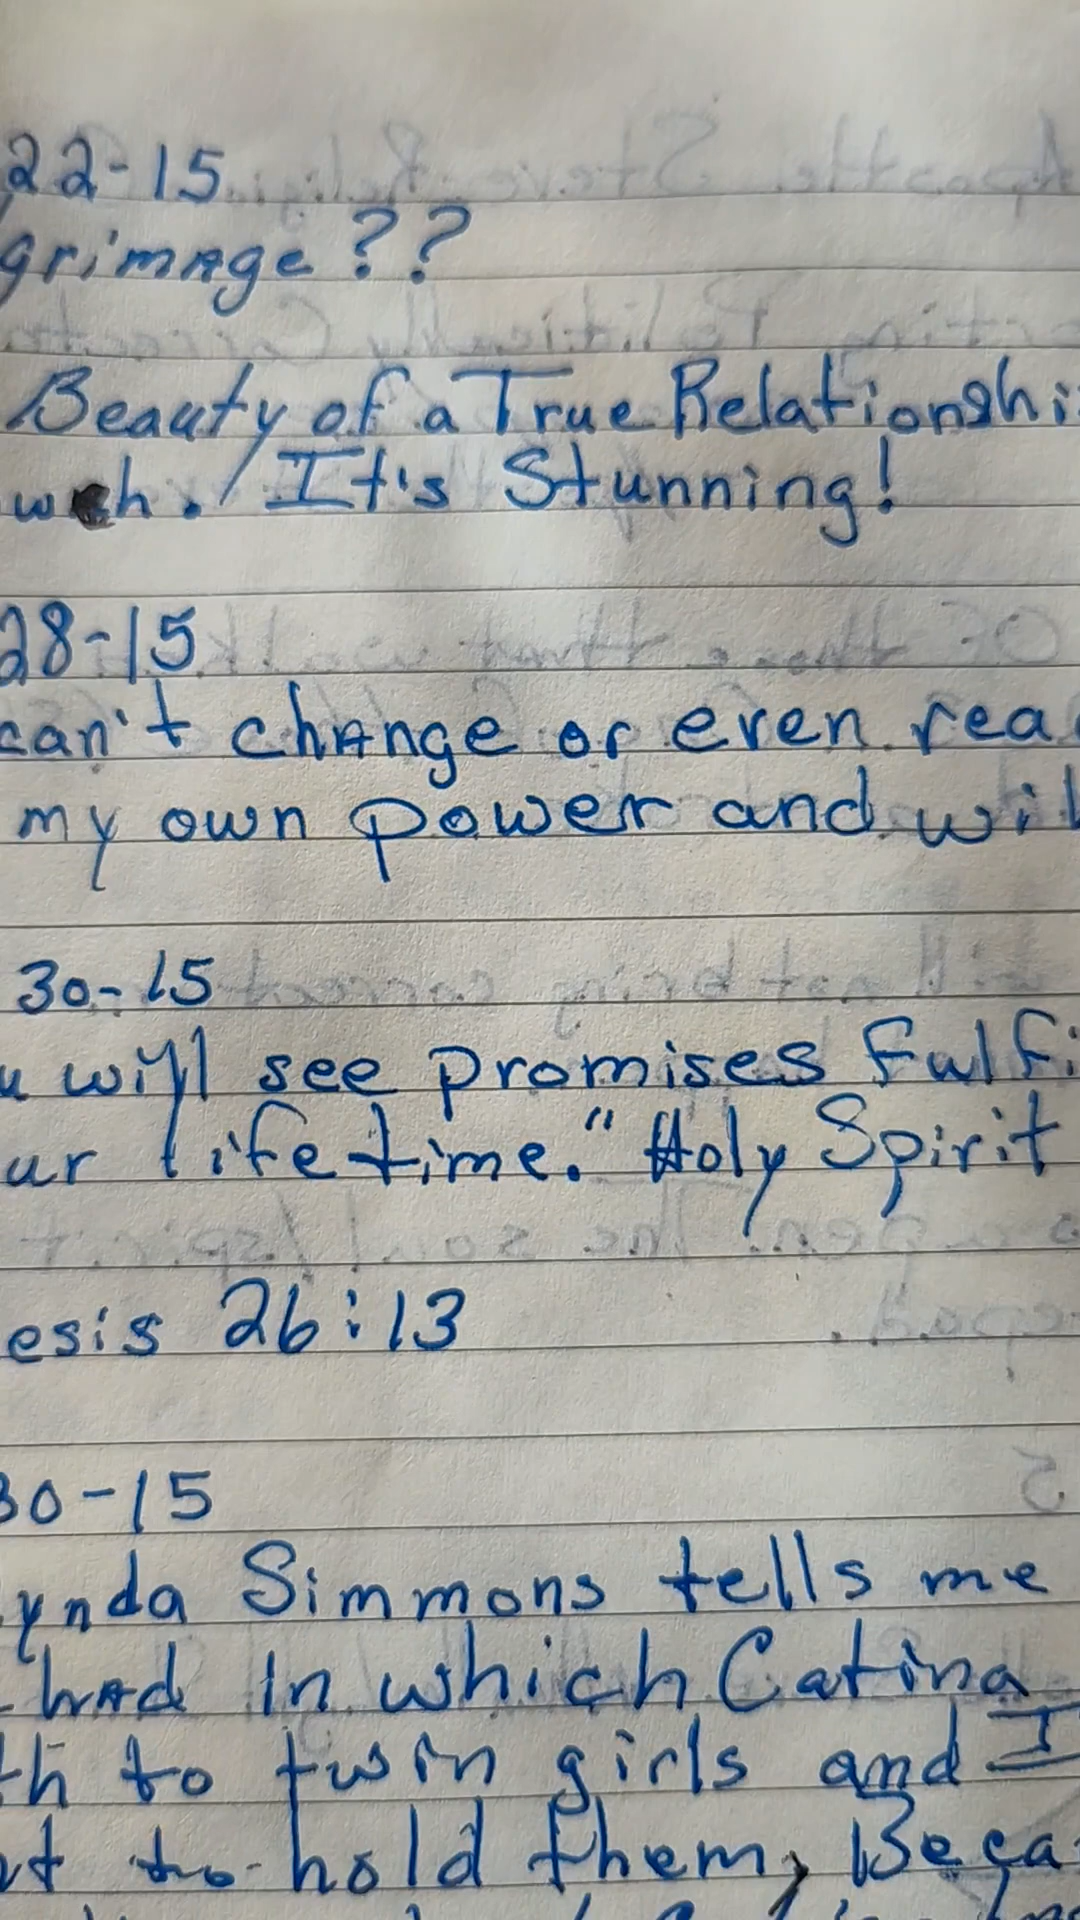 22-15
grimage??
Beauty of a True Relationshi
wch. / It's Stunning!
28-15
can't change or even rea
my own power and wil
30-15
u will see promises Fulfi
ur lifetime." Holy Spirit
esis 26:13
30-15
ynda Simmons tells me
had in which Catina
th to twin girls and I
to hold them, Beca